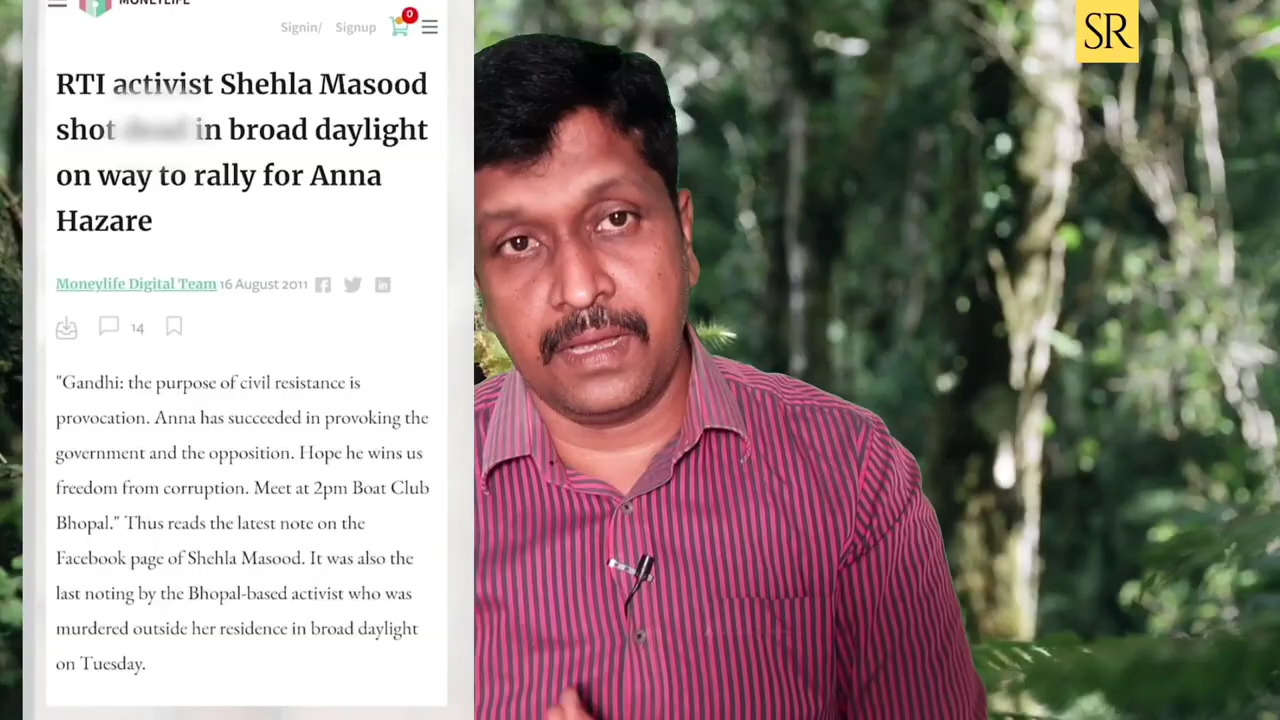 MONEYLIFE
Signin/ Signup
0
SR
RTI activist Shehla Masood
shot in broad daylight
on way to rally for Anna
Hazare
Moneylife Digital Team 16 August 2011
14
"Gandhi: the purpose of civil resistance is
provocation. Anna has succeeded in provoking the
government and the opposition. Hope he wins us
freedom from corruption. Meet at 2pm Boat Club
Bhopal." Thus reads the latest note on the
Facebook page of Shehla Masood. It was also the
last noting by the Bhopal-based activist who was
murdered outside her residence in broad daylight
on Tuesday.